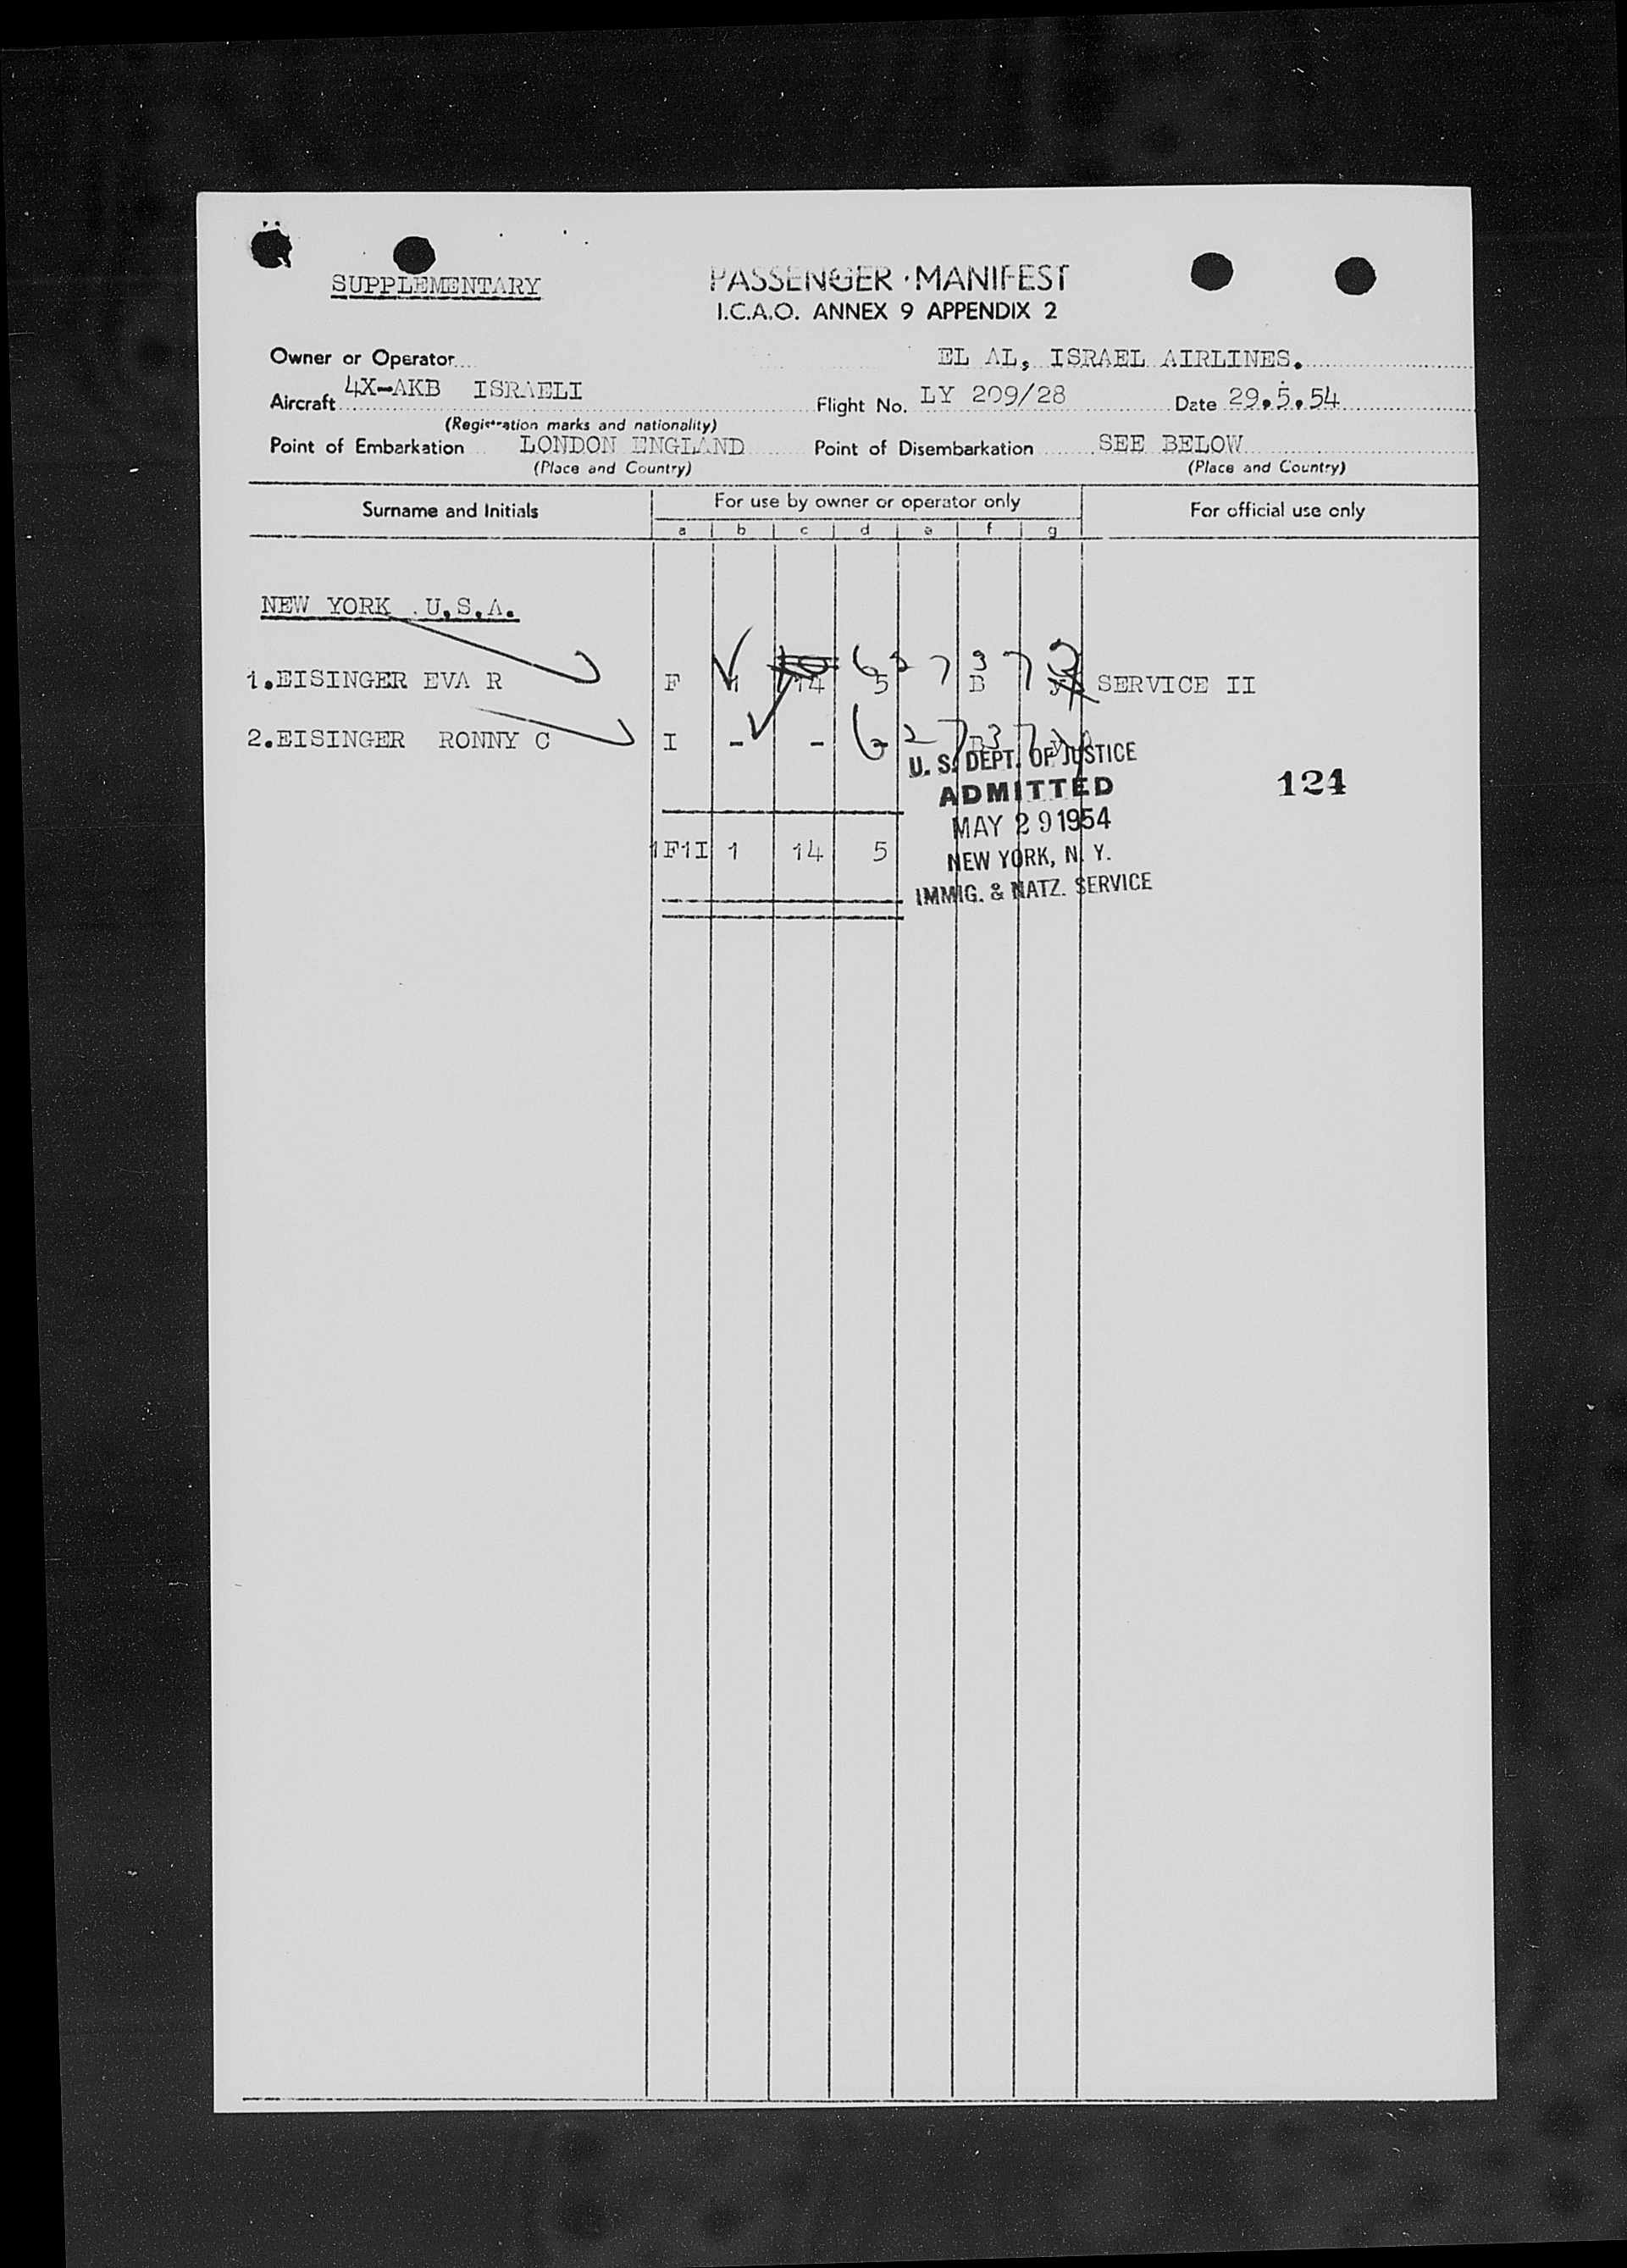 SUPPLEMENTARY
PASSENGER · MANIFEST
I.C.A.O. ANNEX 9 APPENDIX 2
Owner or Operator EL AL, ISRAEL AIRLINES.
Aircraft 4X-AKB ISRAELI Flight No. LY 209/28 Date 29.5.54
(Registration marks and nationality)
Point of Embarkation LONDON ENGLAND Point of Disembarkation SEE BELOW
(Place and Country) (Place and Country)
Surname and Initials For use by owner or operator only For official use only
a b c d e f g
NEW YORK U.S.A.
1.EISINGER EVA R F 1 14 5 B SERVICE II
2.EISINGER RONNY C I - -
U. S. DEPT. OF JUSTICE
ADMITTED
MAY 29 1954
NEW YORK, N. Y.
IMMIG. & NATZ. SERVICE
124
1F1I 1 14 5